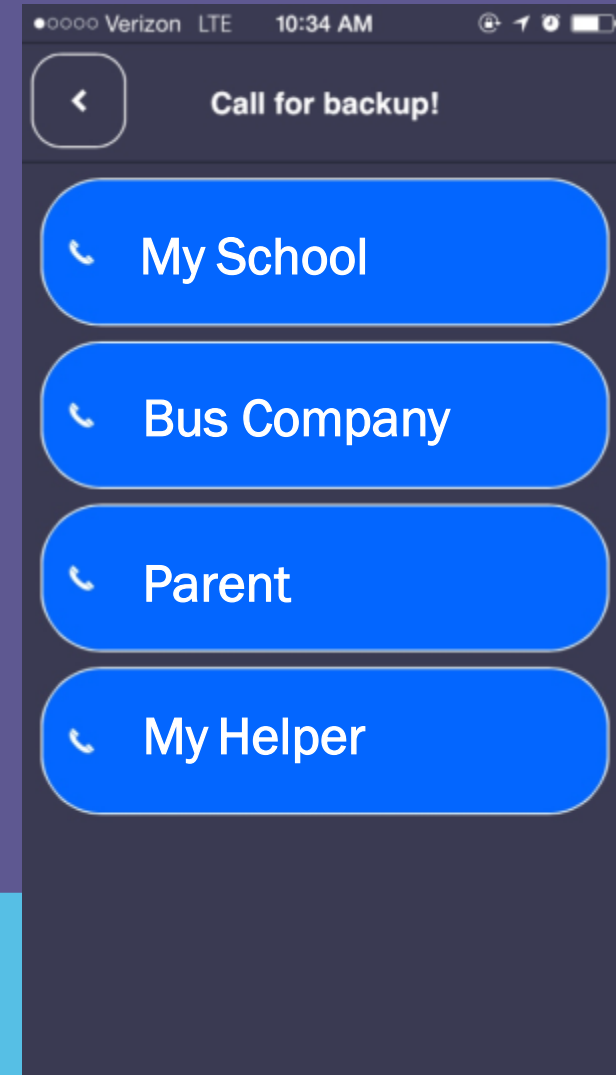 Verizon LTE 10:34 AM
Call for backup!
My School
Bus Company
Parent
My Helper